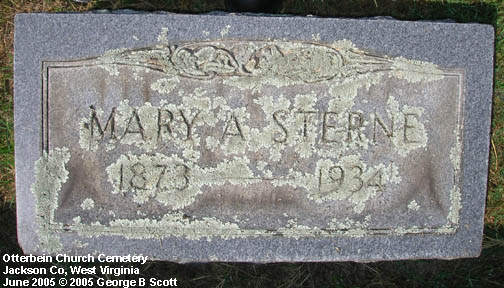 MARY A STERNE
1873 1934
Otterbein Church Cemetery
Jackson Co, West Virginia
June 2005 © 2005 George B Scott